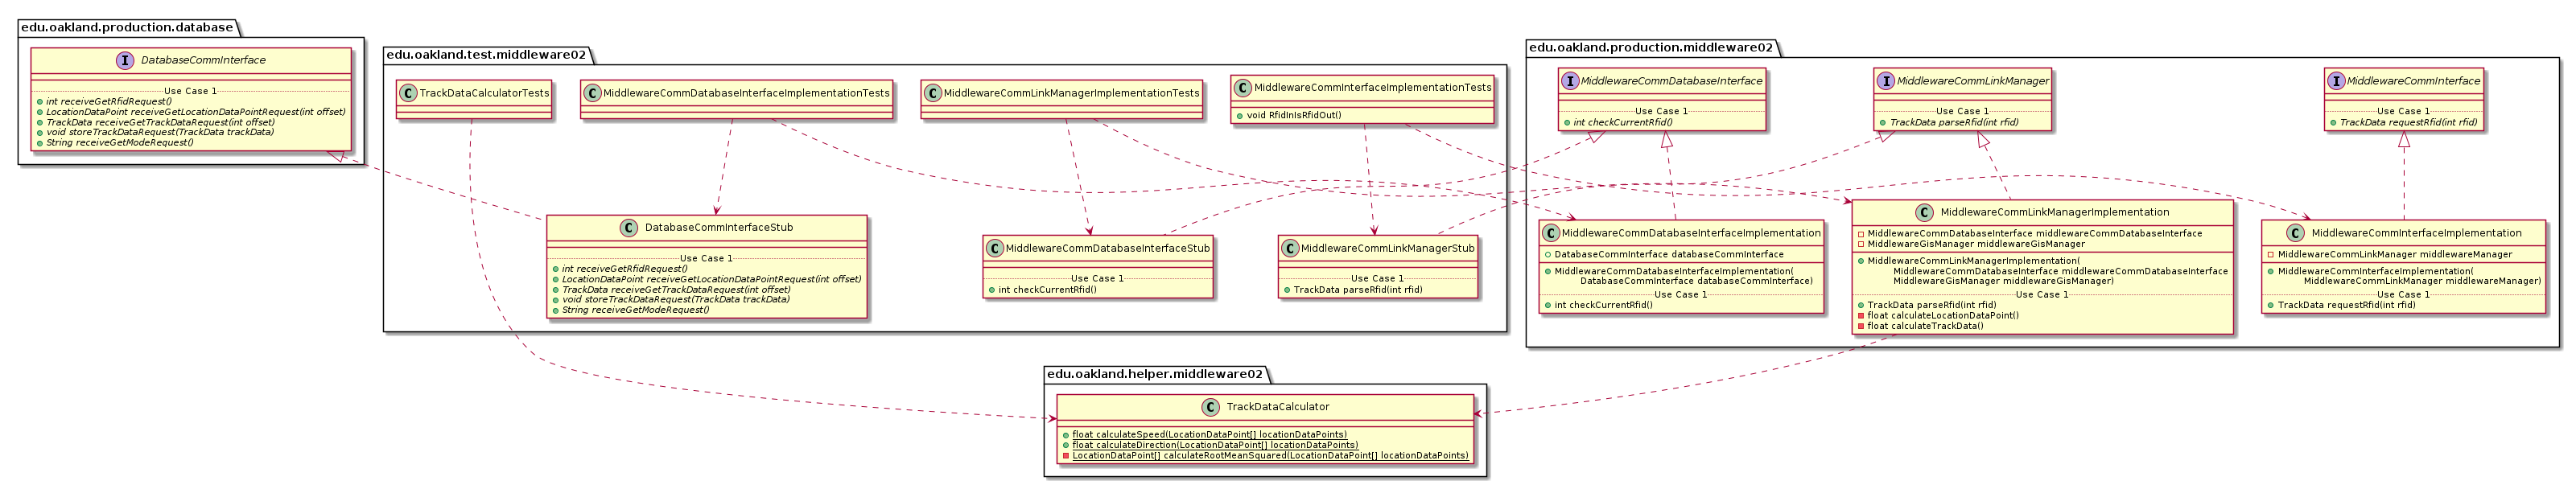 edu.oakland.production.database
I DatabaseCommInterface
Use Case 1
int receiveGetRfidRequest()
LocationDataPoint receiveGetLocationDataPointRequest(int offset)
TrackData receiveGetTrackDataRequest(int offset)
void storeTrackDataRequest(TrackData trackData)
String receiveGetModeRequest()
edu.oakland.test.middleware02
C TrackDataCalculatorTests
C MiddlewareCommDatabaseInterfaceImplementationTests
C MiddlewareCommLinkManagerImplementationTests
C MiddlewareCommInterfaceImplementationTests
void RfidInIsRfidOut()
C DatabaseCommInterfaceStub
Use Case 1
int receiveGetRfidRequest()
LocationDataPoint receiveGetLocationDataPointRequest(int offset)
TrackData receiveGetTrackDataRequest(int offset)
void storeTrackDataRequest(TrackData trackData)
String receiveGetModeRequest()
C MiddlewareCommDatabaseInterfaceStub
Use Case 1
int checkCurrentRfid()
C MiddlewareCommLinkManagerStub
Use Case 1
TrackData parseRfid(int rfid)
edu.oakland.production.middleware02
I MiddlewareCommDatabaseInterface
Use Case 1
int checkCurrentRfid()
I MiddlewareCommLinkManager
Use Case 1
TrackData parseRfid(int rfid)
I MiddlewareCommInterface
Use Case 1
TrackData requestRfid(int rfid)
C MiddlewareCommDatabaseInterfaceImplementation
DatabaseCommInterface databaseCommInterface
MiddlewareCommDatabaseInterfaceImplementation(
DatabaseCommInterface databaseCommInterface)
Use Case 1
int checkCurrentRfid()
C MiddlewareCommLinkManagerImplementation
MiddlewareCommDatabaseInterface middlewareCommDatabaseInterface
MiddlewareGisManager middlewareGisManager
MiddlewareCommLinkManagerImplementation(
MiddlewareCommDatabaseInterface middlewareCommDatabaseInterface
MiddlewareGisManager middlewareGisManager)
Use Case 1
TrackData parseRfid(int rfid)
float calculateLocationDataPoint()
float calculateTrackData()
C MiddlewareCommInterfaceImplementation
MiddlewareCommLinkManager middlewareManager
MiddlewareCommInterfaceImplementation(
MiddlewareCommLinkManager middlewareManager)
Use Case 1
TrackData requestRfid(int rfid)
edu.oakland.helper.middleware02
C TrackDataCalculator
float calculateSpeed(LocationDataPoint[] locationDataPoints)
float calculateDirection(LocationDataPoint[] locationDataPoints)
LocationDataPoint[] calculateRootMeanSquared(LocationDataPoint[] locationDataPoints)